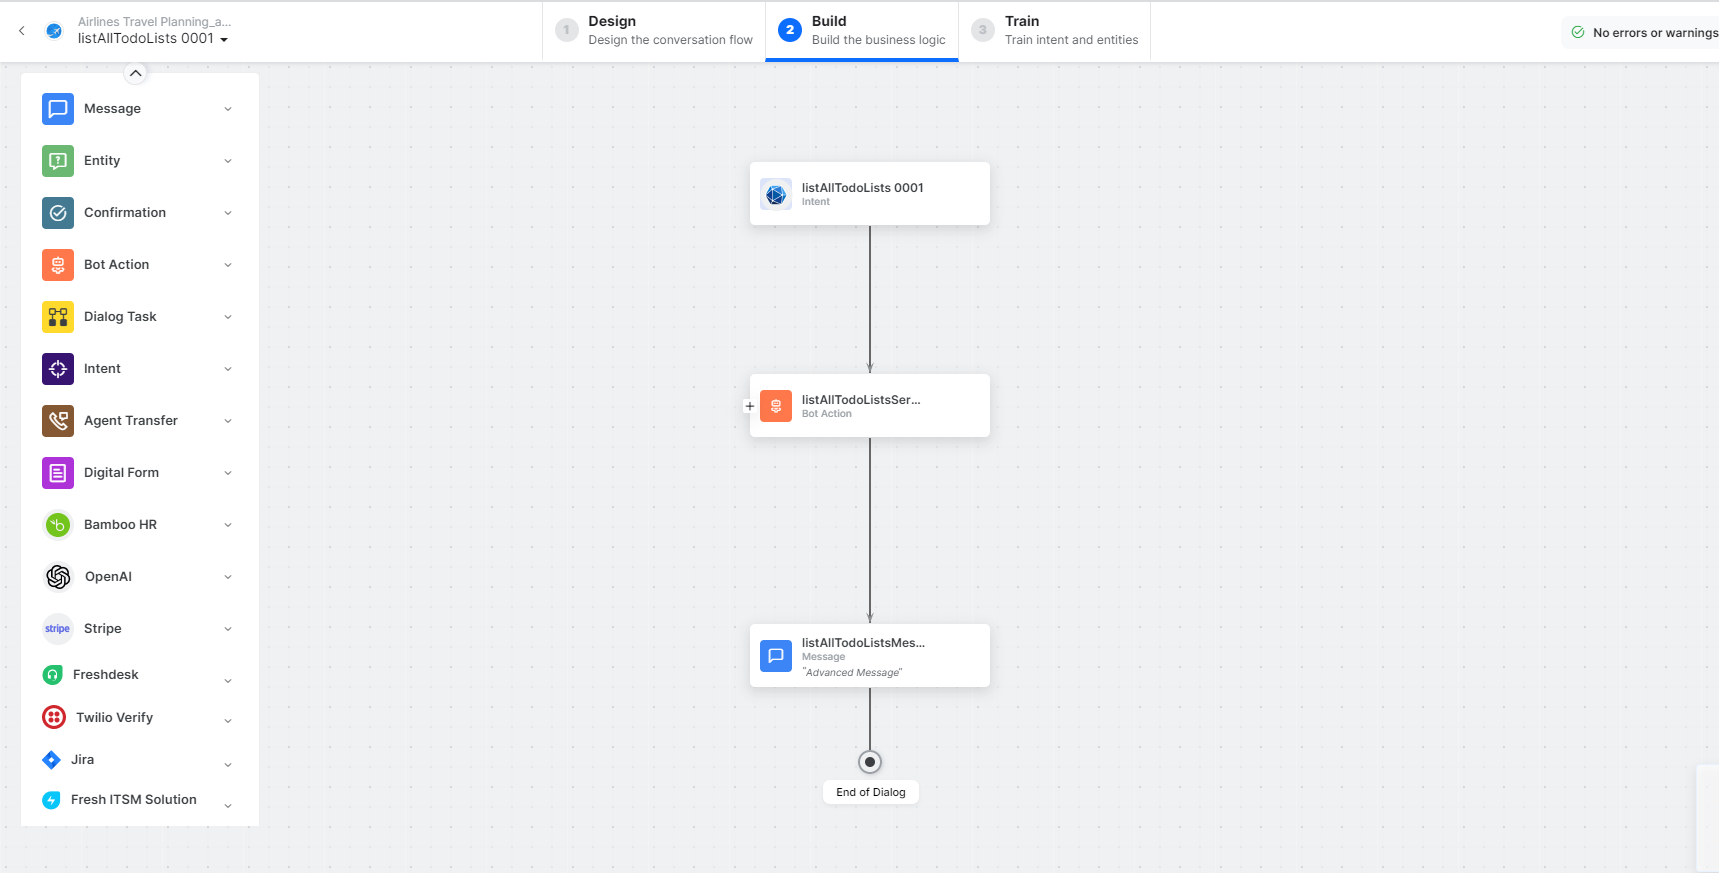 Airlines Travel Planning_a...
listAllTodoLists 0001
1
Design
Design the conversation flow
2
Build
Build the business logic
3
Train
Train intent and entities
No errors or warnings
Message
Entity
Confirmation
Bot Action
Dialog Task
Intent
Agent Transfer
Digital Form
Bamboo HR
OpenAI
stripe
Stripe
Freshdesk
Twilio Verify
Jira
Fresh ITSM Solution
listAllTodoLists 0001
Intent
listAllTodoListsSer...
Bot Action
listAllTodoListsMes...
Message
"Advanced Message"
End of Dialog